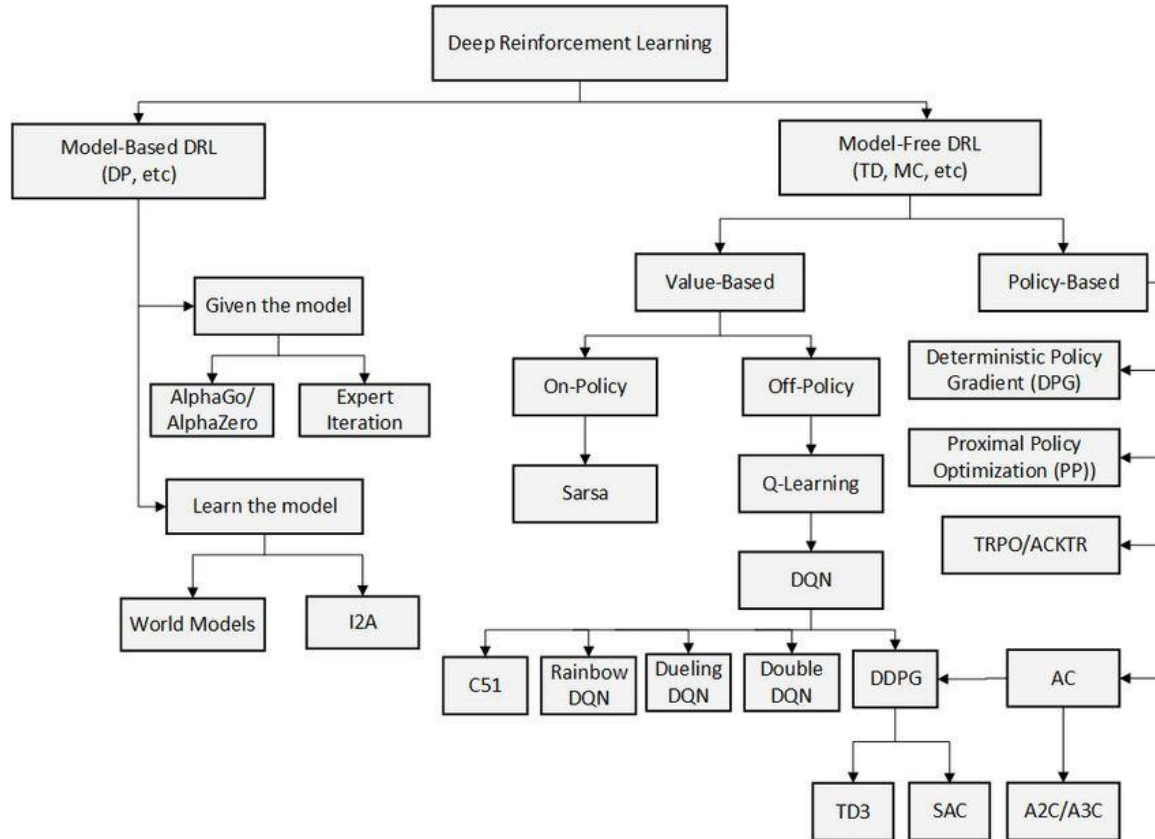 Deep Reinforcement Learning
Model-Based DRL
(DP, etc)
Model-Free DRL
(TD, MC, etc)
Value-Based
Policy-Based
Given the model
On-Policy
Off-Policy
Deterministic Policy
Gradient (DPG)
AlphaGo/
AlphaZero
Expert
Iteration
Proximal Policy
Optimization (PP))
Sarsa
Q-Learning
Learn the model
TRPO/ACKTR
DQN
World Models
I2A
C51
Rainbow
DQN
Dueling
DQN
Double
DQN
DDPG
AC
TD3
SAC
A2C/A3C